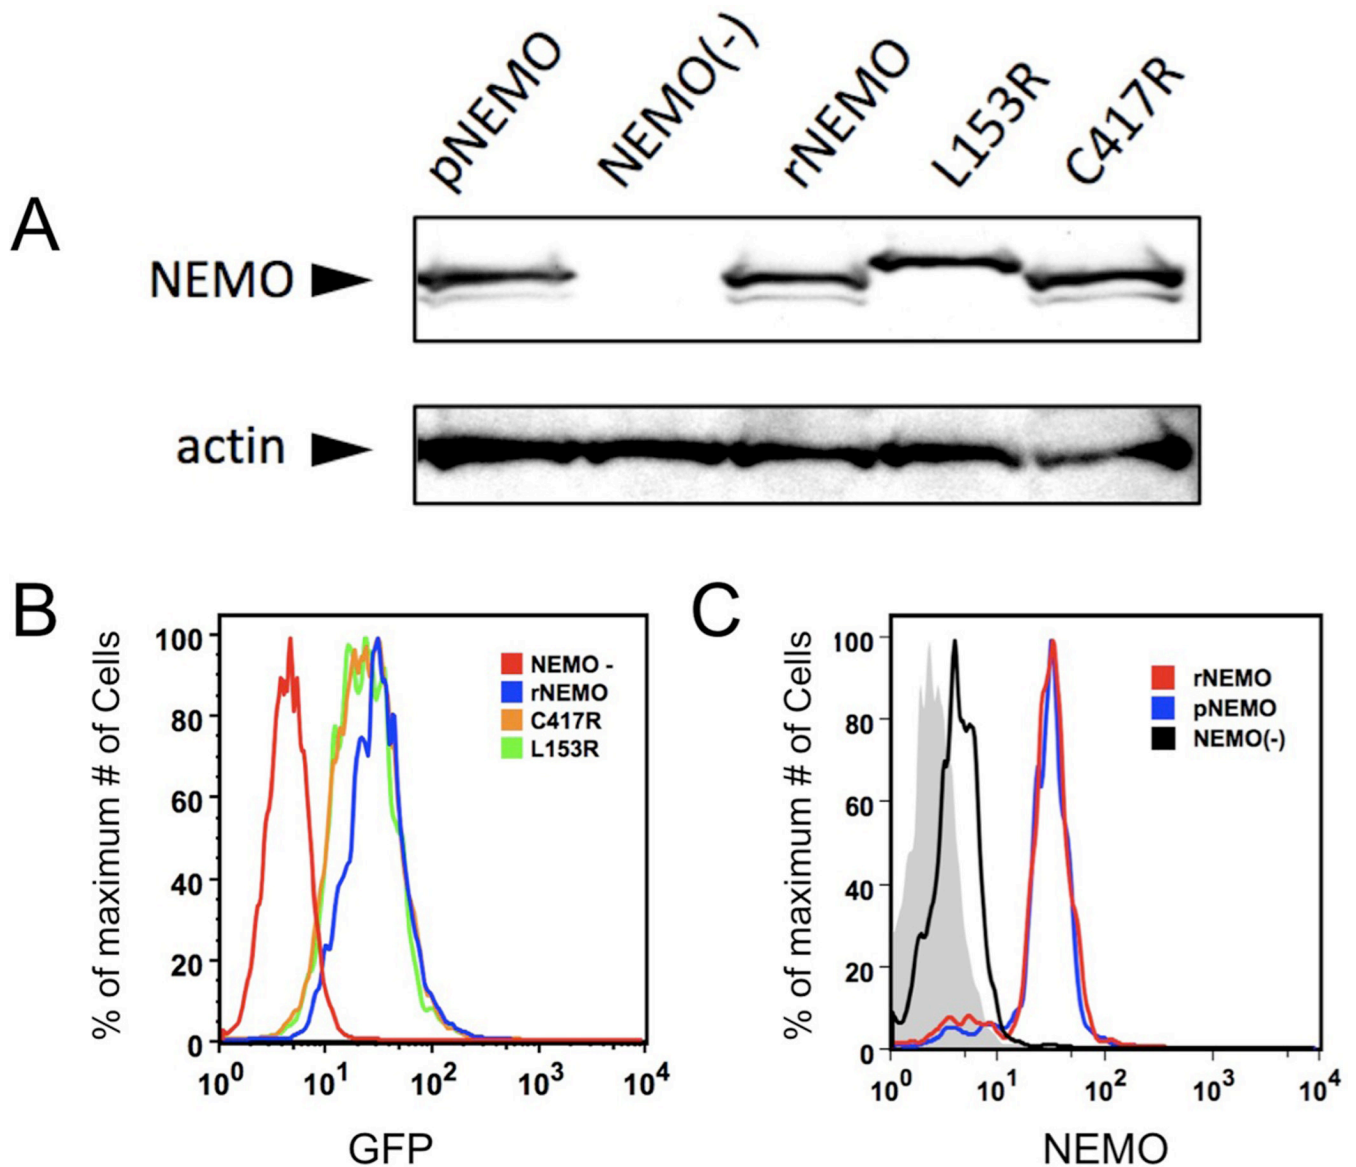 pNEMO NEMO(-) rNEMO L153R C417R
A
NEMO
actin
B
% of maximum # of Cells
100
80
60
40
20
0
NEMO -
rNEMO
C417R
L153R
10⁰ 10¹ 10² 10³ 10⁴
GFP
C
% of maximum # of Cells
100
80
60
40
20
0
rNEMO
pNEMO
NEMO(-)
10⁰ 10¹ 10² 10³ 10⁴
NEMO